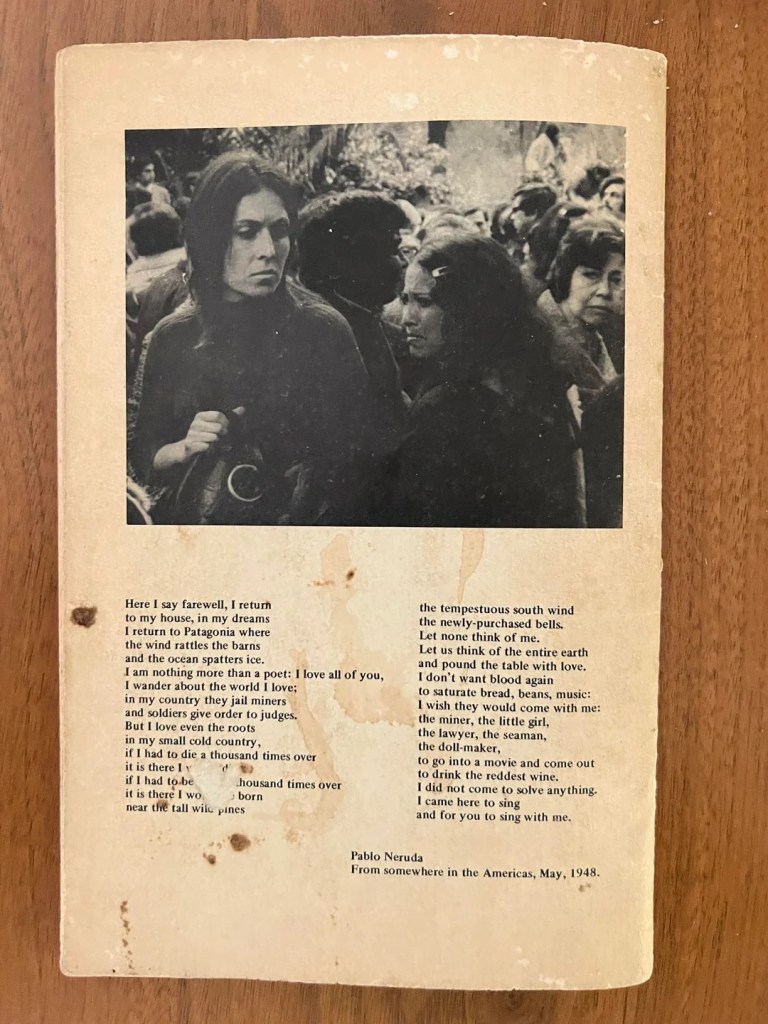 Here I say farewell, I return
to my house, in my dreams
I return to Patagonia where
the wind rattles the barns
and the ocean spatters ice.
I am nothing more than a poet: I love all of you,
I wander about the world I love;
in my country they jail miners
and soldiers give order to judges.
But I love even the roots
in my small cold country,
if I had to die a thousand times over
it is there I
if I had to be thousand times over
it is there I born
near the tall wild pines
the tempestuous south wind
the newly-purchased bells.
Let none think of me.
Let us think of the entire earth
and pound the table with love.
I don't want blood again
to saturate bread, beans, music:
I wish they would come with me:
the miner, the little girl,
the lawyer, the seaman,
the doll-maker,
to go into a movie and come out
to drink the reddest wine.
I did not come to solve anything.
I came here to sing
and for you to sing with me.
Pablo Neruda
From somewhere in the Americas, May, 1948.